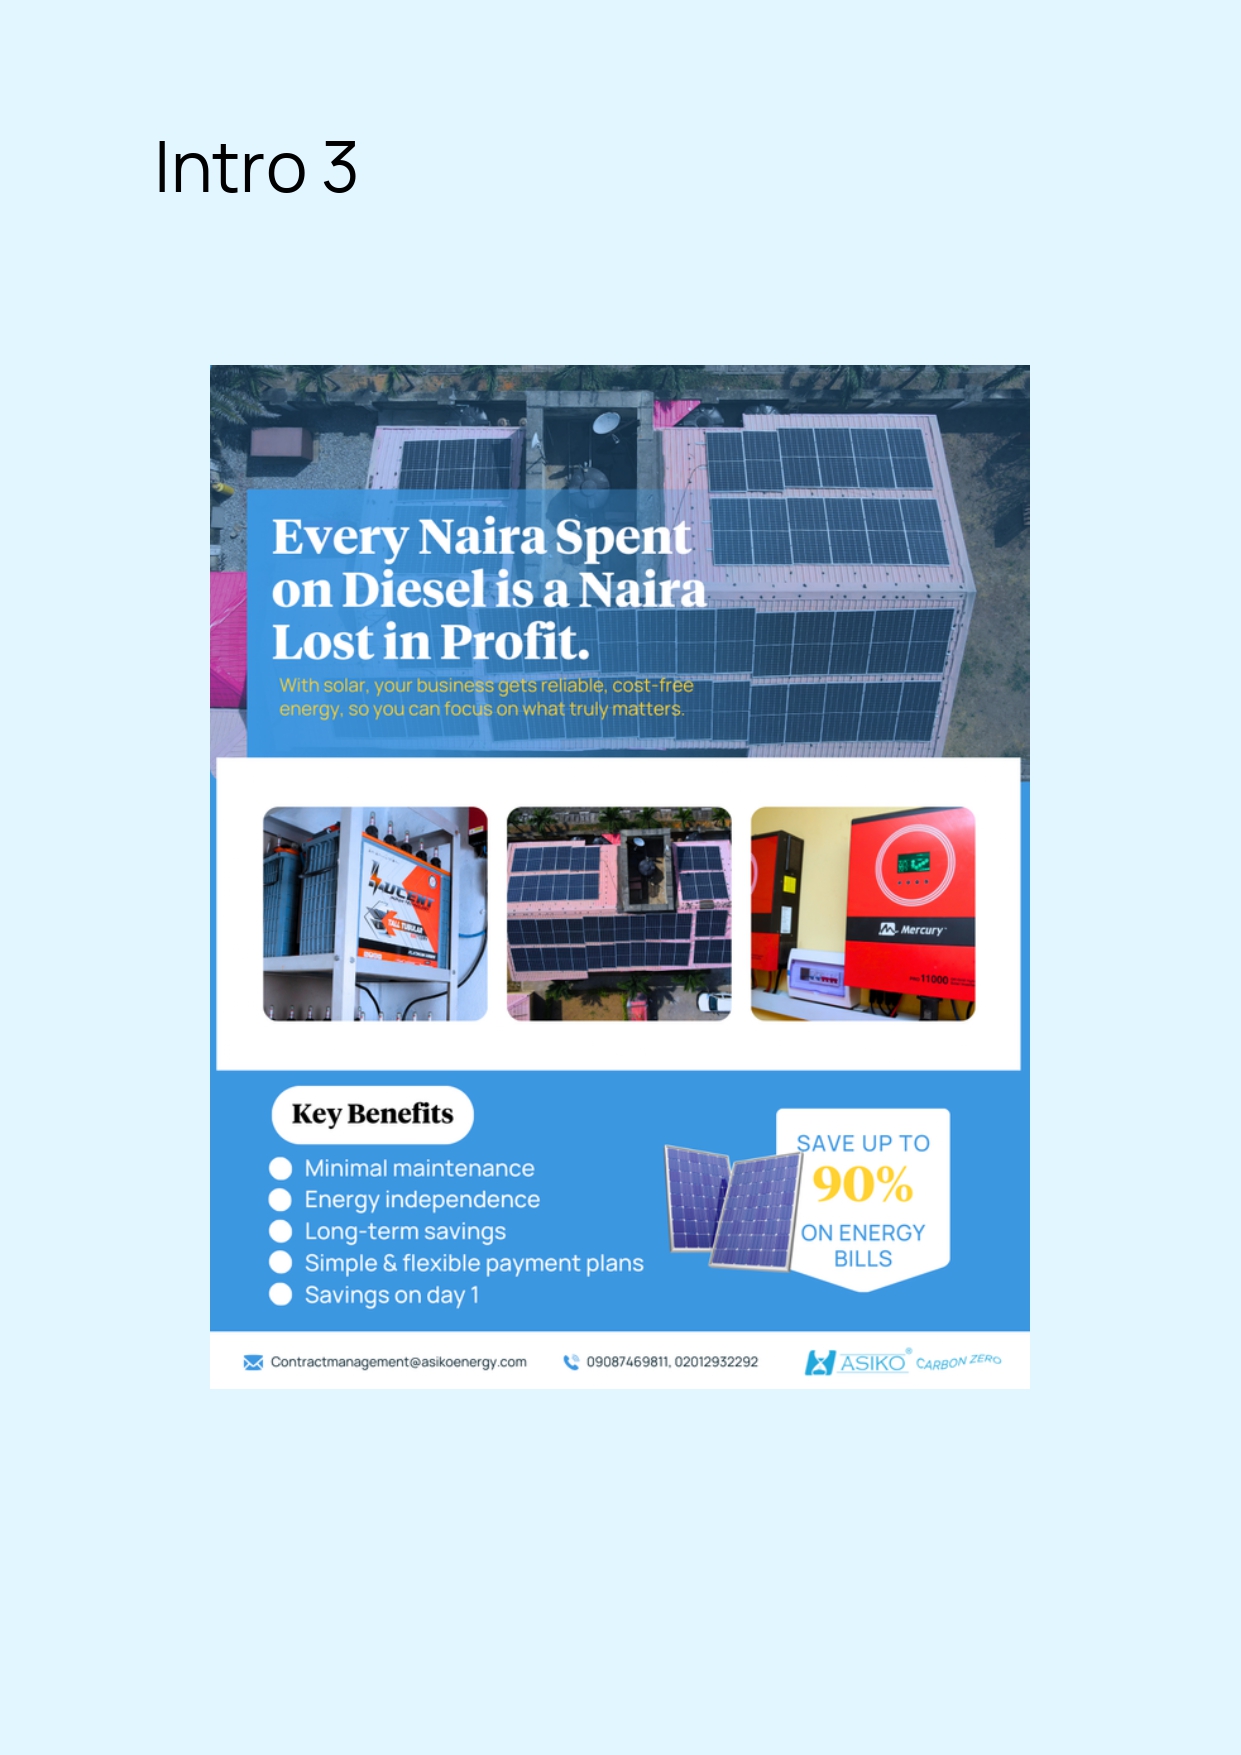 Intro 3
Every Naira Spent
on Diesel is a Naira
Lost in Profit.
With solar, your business gets reliable, cost-free
energy, so you can focus on what truly matters.
LUCENT
TALL TUBULAR
Mercury
11000
Key Benefits
Minimal maintenance
Energy independence
Long-term savings
Simple & flexible payment plans
Savings on day 1
SAVE UP TO
90%
ON ENERGY
BILLS
Contractmanagement@asikoenergy.com
09087469811, 02012932292
ASIKO® CARBON ZERO